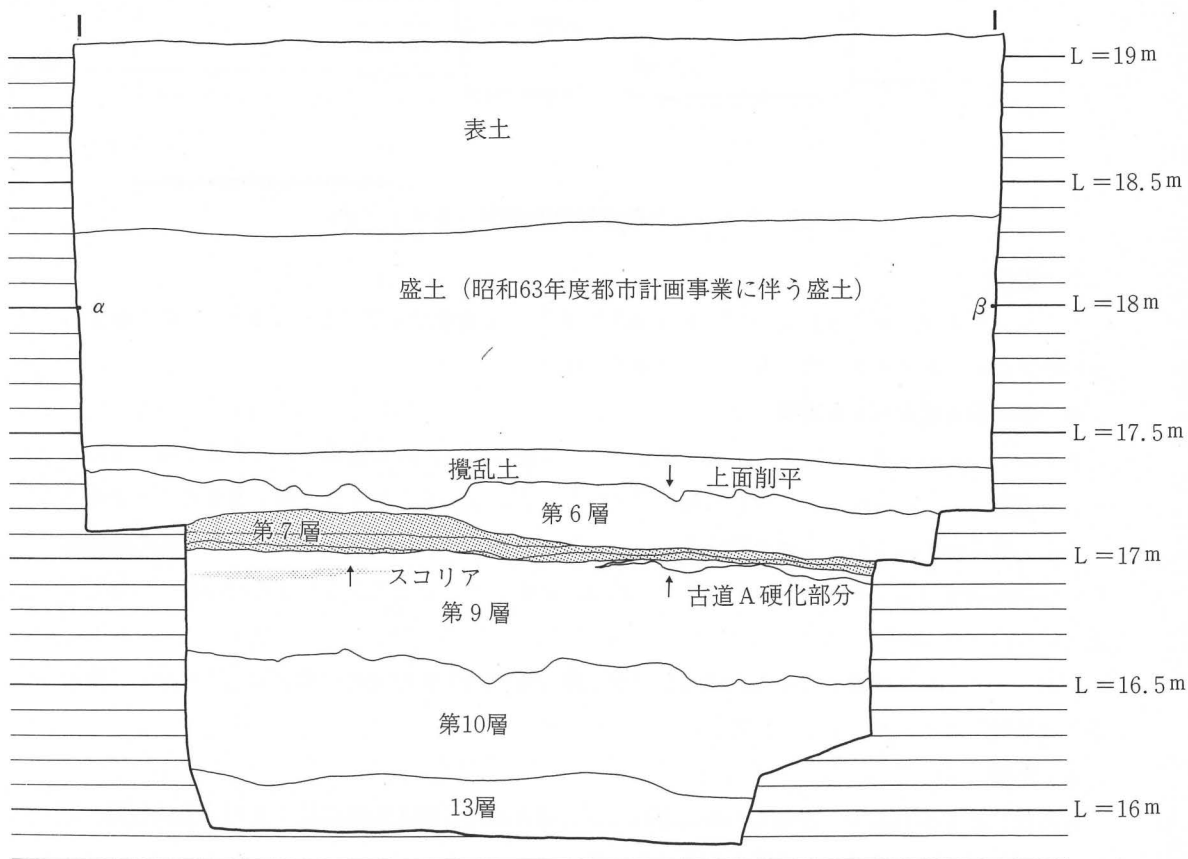 L=19m
表土
L=18.5m
盛土（昭和63年度都市計画事業に伴う盛土）
α
β
L=18m
L=17.5m
攪乱土
↓
上面削平
第6層
第7層
L=17m
↑
スコリア
↑
古道A硬化部分
第9層
L=16.5m
第10層
13層
L=16m